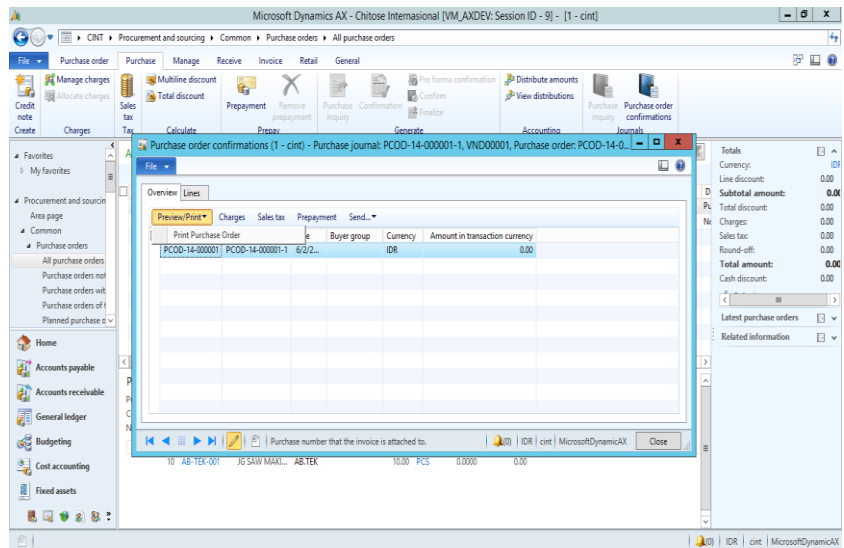 Microsoft Dynamics AX - Chitose Internasional [VM_AXDEV: Session ID - 9] - [1 - cint]
CINT Procurement and sourcing Common Purchase orders All purchase orders
File Purchase order Purchase Manage Receive Invoice Retail General
Credit note
Manage charges
Allocate charges
Sales tax
Multiline discount
Total discount
Prepayment
Remove prepayment
Purchase inquiry
Confirmation
Pro forma confirmation
Confirm
Finalize
Distribute amounts
View distributions
Purchase inquiry
Purchase order confirmations
Create Charges Tax Calculate Prepay Generate Accounting Journals
Favorites
My favorites
Procurement and sourcin
Area page
Common
Purchase orders
All purchase orders
Purchase orders not
Purchase orders wit
Purchase orders of t
Planned purchase o
Home
Accounts payable
Accounts receivable
General ledger
Budgeting
Cost accounting
Fixed assets
Purchase order confirmations (1 - cint) - Purchase journal: PCOD-14-000001-1, VND00001, Purchase order: PCOD-14-0...
File
Overview Lines
Preview/Print Charges Sales tax Prepayment Send...
Print Purchase Order
e Buyer group Currency Amount in transaction currency
PCOD-14-000001 PCOD-14-000001-1 6/2/2... IDR 0.00
Purchase number that the invoice is attached to.
(0) IDR cint MicrosoftDynamicAX Close
10 AB-TEK-001 JG SAW MAKI... AB.TEK 10.00 PCS 0.0000 0.00
Totals
Currency: ID
Line discount: 0.00
Subtotal amount: 0.0
Total discount: 0.00
Charges: 0.00
Sales tax: 0.00
Round-off: 0.00
Total amount: 0.0
Cash discount: 0.00
Latest purchase orders
Related information
(0) IDR cint MicrosoftDynamicAX